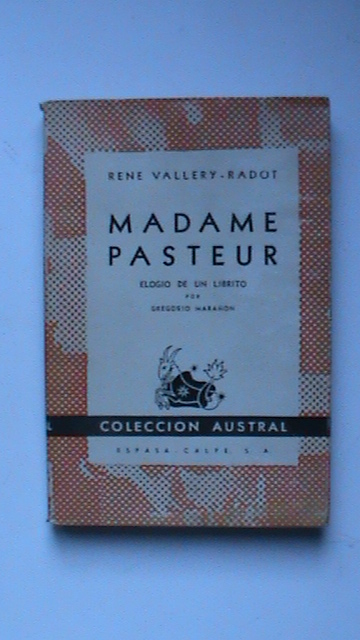 RENE VALLERY-RADOT
MADAME
PASTEUR
ELOGIO DE UN LIBRITO
POR
GREGORIO MARAÑON
COLECCION AUSTRAL
ESPASA-CALPE, S. A.